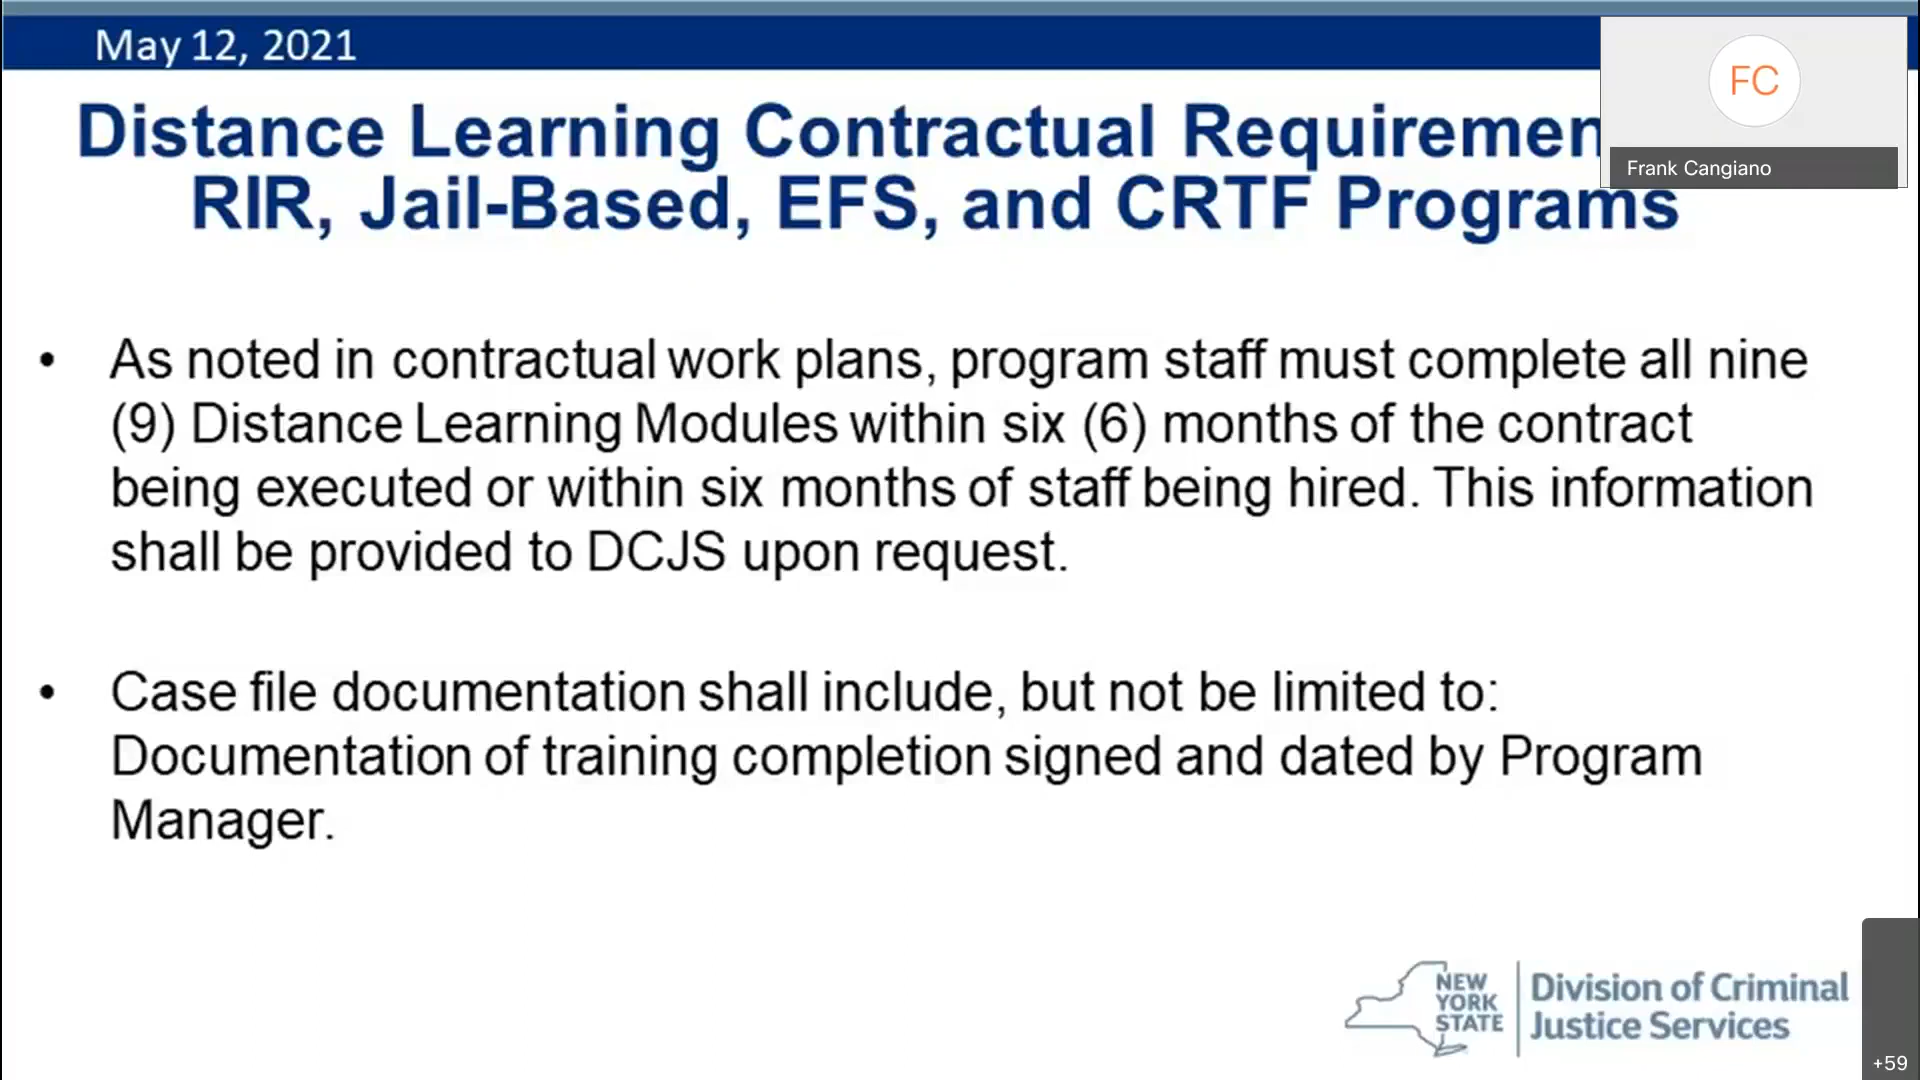 May 12, 2021
FC
Frank Cangiano
Distance Learning Contractual Requiremen
RIR, Jail-Based, EFS, and CRTF Programs
• As noted in contractual work plans, program staff must complete all nine
(9) Distance Learning Modules within six (6) months of the contract
being executed or within six months of staff being hired. This information
shall be provided to DCJS upon request.
• Case file documentation shall include, but not be limited to:
Documentation of training completion signed and dated by Program
Manager.
NEW
YORK
STATE
Division of Criminal
Justice Services
+59